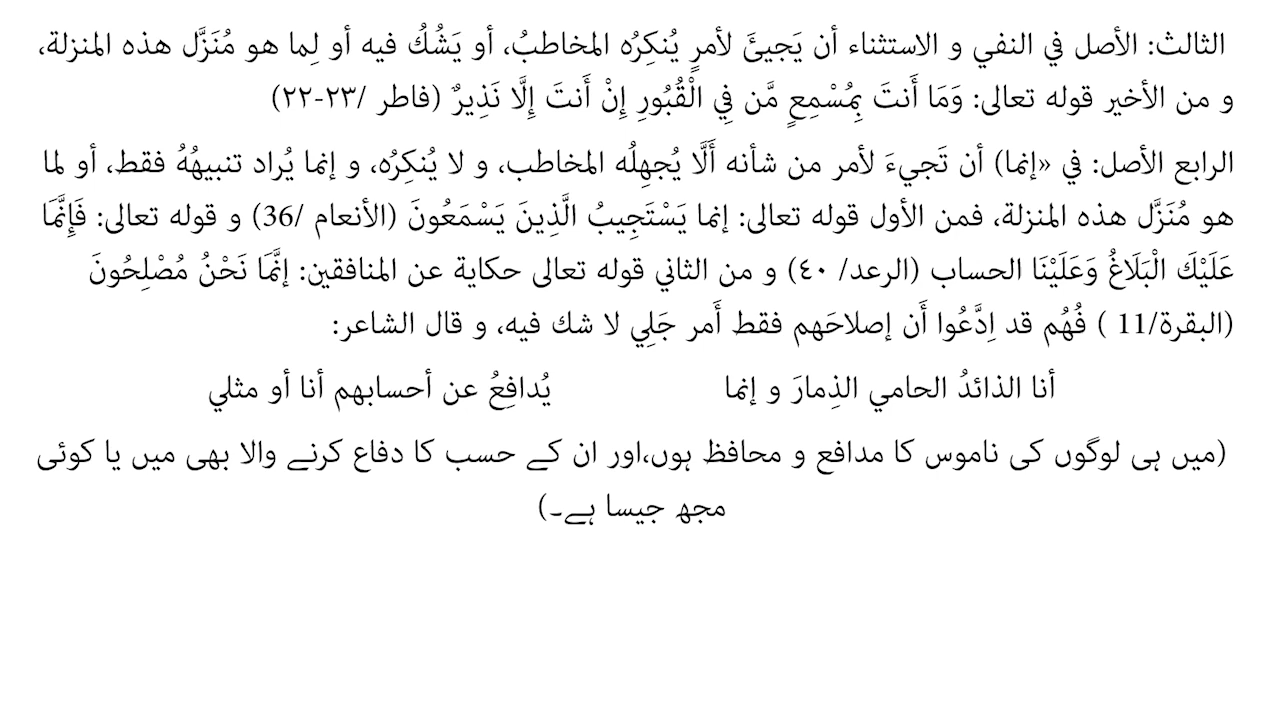 الثالث: الأصل في النفي و الاستثناء أن يَجيئَ لأمرٍ يُنكِرُه المخاطبُ، أو يَشُكُ فيه أو لِما هو مُنَزَّل هذه المنزلة،
و من الأخير قوله تعالى: وَمَا أَنتَ بِمُسْمِعٍ مَّن فِي الْقُبُورِ إِنْ أَنتَ إِلَّا نَذِيرٌ (فاطر /٢٣-٢٢)
الرابع الأصل: في «إنما) أن تَجيءَ لأمر من شأنه أَلَّا يُجهِلُه المخاطب، و لا يُنكِرُه، و إنما يُراد تنبيهُهُ فقط، أو لما
هو مُنَزَّل هذه المنزلة، فمن الأول قوله تعالى: إنما يَسْتَجِيبُ الَّذِينَ يَسْمَعُونَ (الأنعام /36) و قوله تعالى: فَإِنَّمَا
عَلَيْكَ الْبَلَاغُ وَعَلَيْنَا الحساب (الرعد/ ٤٠) و من الثاني قوله تعالى حكاية عن المنافقين: إنَّمَا نَحْنُ مُصْلِحُونَ
(البقرة/11 ) فُهُم قد اِدَّعُوا أَن إصلاحَهم فقط أَمر جَلِي لا شك فيه، و قال الشاعر:
أنا الذائدُ الحامي الذِمارَ و إنما يُدافِعُ عن أحسابهم أنا أو مثلي
(میں ہی لوگوں کی ناموس کا مدافع و محافظ ہوں،اور ان کے حسب کا دفاع کرنے والا بھی میں یا کوئی
مجھ جیسا ہے۔)